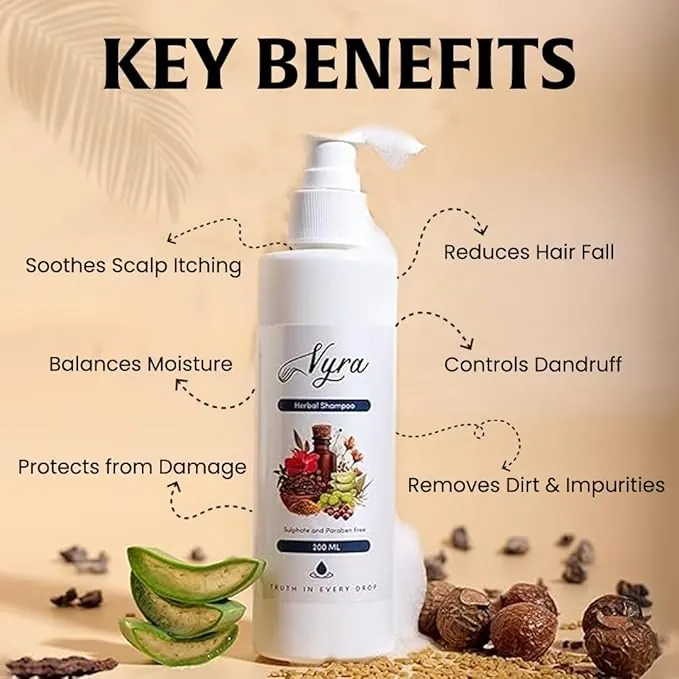 KEY BENEFITS
Soothes Scalp Itching
Reduces Hair Fall
Balances Moisture
Controls Dandruff
Protects from Damage
Removes Dirt & Impurities
Vyra
Herbal Shampoo
Sulphate and Paraben Free
200 ML
TRUTH IN EVERY DROP